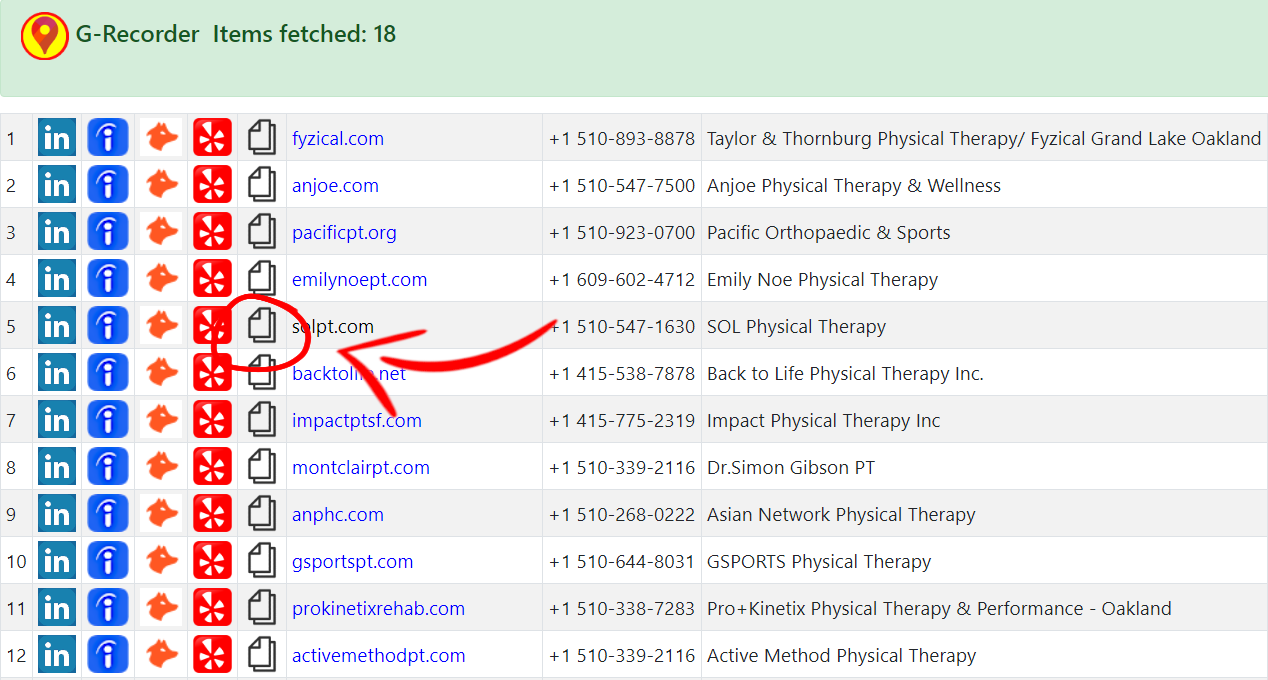 G-Recorder Items fetched: 18
1 in fyzical.com +1 510-893-8878 Taylor & Thornburg Physical Therapy/ Fyzical Grand Lake Oakland
2 in anjoe.com +1 510-547-7500 Anjoe Physical Therapy & Wellness
3 in pacificpt.org +1 510-923-0700 Pacific Orthopaedic & Sports
4 in emilynoept.com +1 609-602-4712 Emily Noe Physical Therapy
5 in solpt.com +1 510-547-1630 SOL Physical Therapy
6 in backtolife.net +1 415-538-7878 Back to Life Physical Therapy Inc.
7 in impactptsf.com +1 415-775-2319 Impact Physical Therapy Inc
8 in montclairpt.com +1 510-339-2116 Dr.Simon Gibson PT
9 in anphc.com +1 510-268-0222 Asian Network Physical Therapy
10 in gsportspt.com +1 510-644-8031 GSPORTS Physical Therapy
11 in prokinetixrehab.com +1 510-338-7283 Pro+Kinetix Physical Therapy & Performance - Oakland
12 in activemethodpt.com +1 510-339-2116 Active Method Physical Therapy